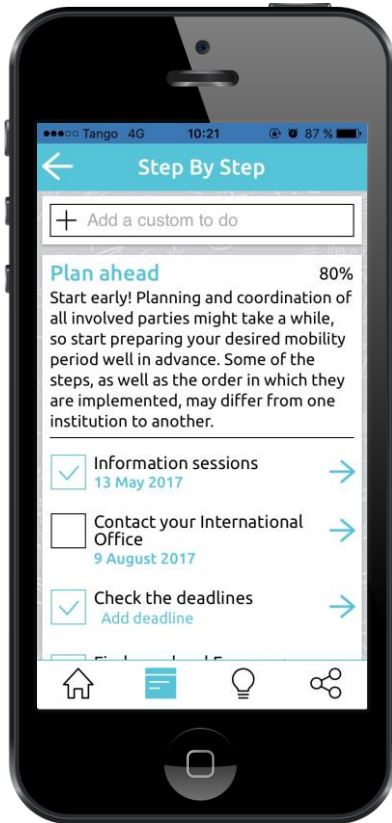 Tango 4G 10:21 87 %
Step By Step
Add a custom to do
Plan ahead 80%
Start early! Planning and coordination of
all involved parties might take a while,
so start preparing your desired mobility
period well in advance. Some of the
steps, as well as the order in which they
are implemented, may differ from one
institution to another.
Information sessions
13 May 2017
Contact your International
Office
9 August 2017
Check the deadlines
Add deadline